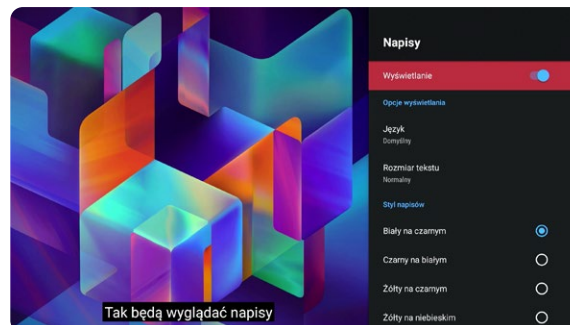 Napisy
Wyświetlanie
Opcje wyświetlania
Język
Domyślny
Rozmiar tekstu
Normalny
Styl napisów
Biały na czarnym
Czarny na białym
Żółty na czarnym
Żółty na niebieskim
Tak będą wyglądać napisy